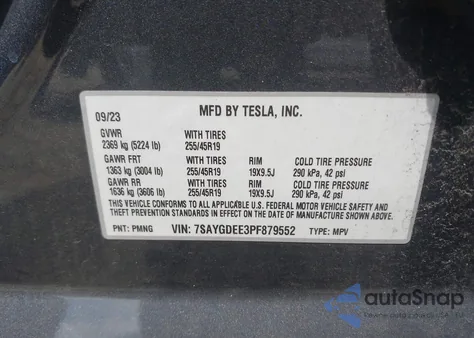 MFD BY TESLA, INC.
09/23
GVWR WITH TIRES
2369 kg (5224 lb) 255/45R19
GAWR FRT WITH TIRES RIM COLD TIRE PRESSURE
1363 kg (3004 lb) 255/45R19 19X9.5J 290 kPa, 42 psi
GAWR RR WITH TIRES RIM COLD TIRE PRESSURE
1636 kg (3606 lb) 255/45R19 19X9.5J 290 kPa, 42 psi
THIS VEHICLE CONFORMS TO ALL APPLICABLE U.S. FEDERAL MOTOR VEHICLE SAFETY AND
THEFT PREVENTION STANDARDS IN EFFECT ON THE DATE OF MANUFACTURE SHOWN ABOVE.
PNT: PMNG VIN: 7SAYGDEE3PF879552 TYPE: MPV
autoSnap